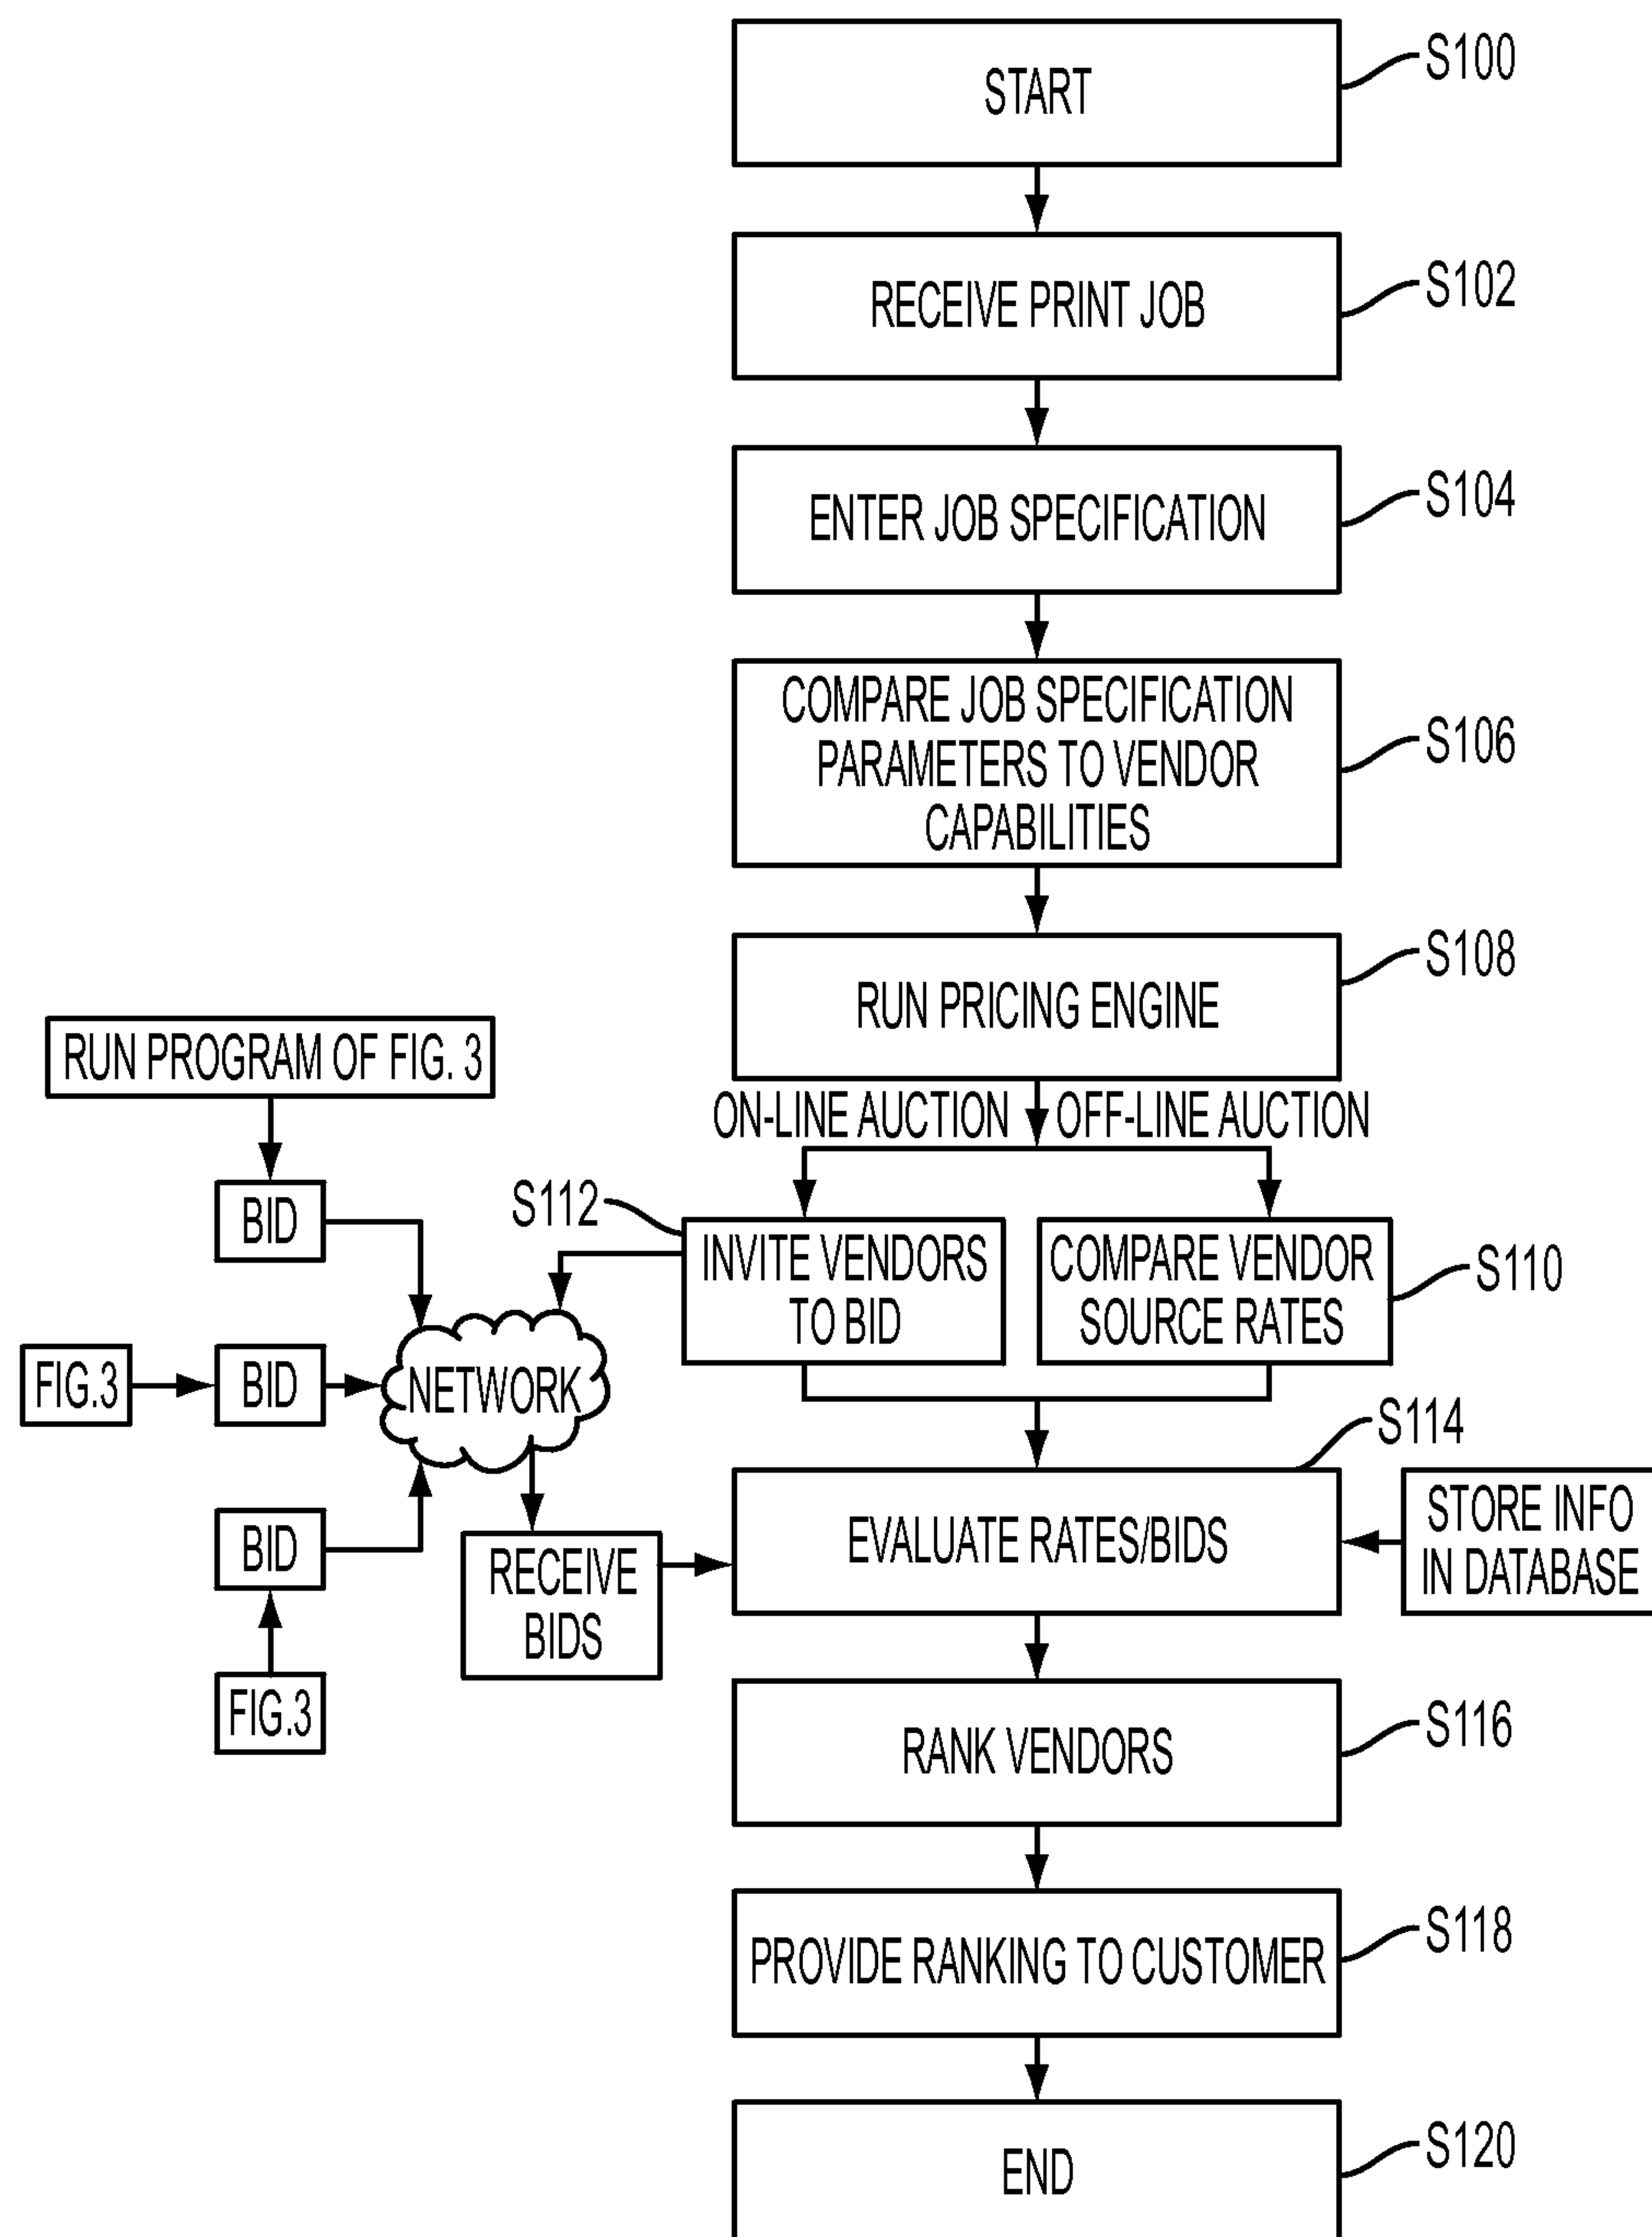 START
S100
RECEIVE PRINT JOB
S102
ENTER JOB SPECIFICATION
S104
COMPARE JOB SPECIFICATION
PARAMETERS TO VENDOR
CAPABILITIES
S106
RUN PRICING ENGINE
S108
ON-LINE AUCTION
OFF-LINE AUCTION
RUN PROGRAM OF FIG. 3
BID
S112
INVITE VENDORS
TO BID
COMPARE VENDOR
SOURCE RATES
S110
FIG.3
BID
NETWORK
BID
FIG.3
RECEIVE
BIDS
S114
EVALUATE RATES/BIDS
STORE INFO
IN DATABASE
RANK VENDORS
S116
PROVIDE RANKING TO CUSTOMER
S118
END
S120